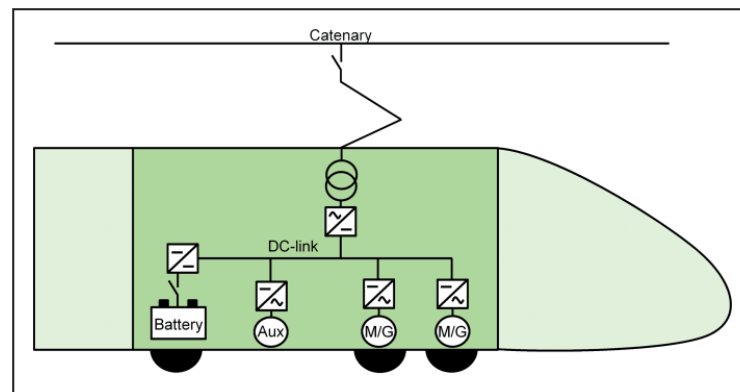 Catenary
DC-link
Battery
Aux
M/G
M/G